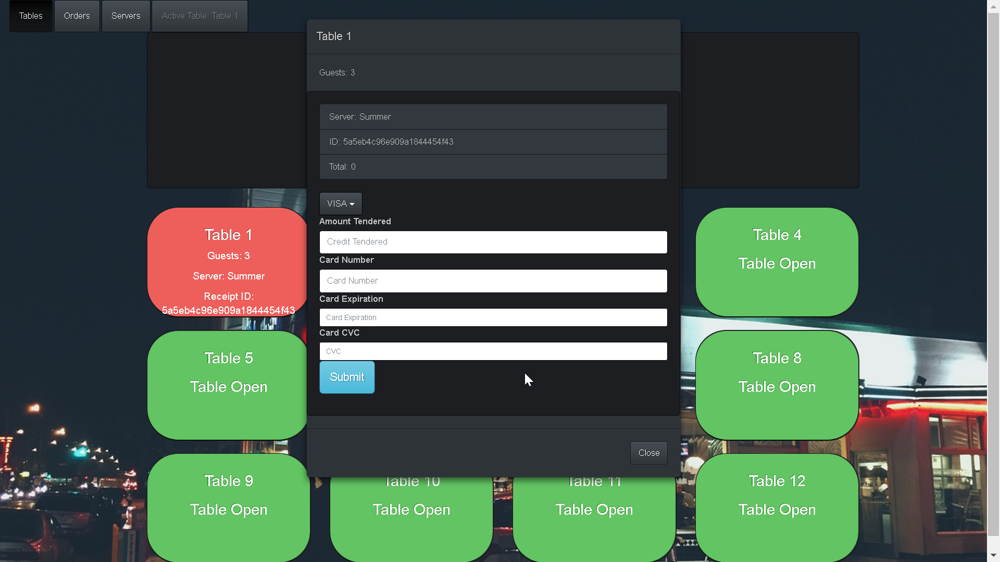 Tables
Orders
Servers
Active Table: Table 1
Table 1
Guests: 3
Server: Summer
ID: 5a5eb4c96e909a1844454f43
Total: 0
VISA
Amount Tendered
Credit Tendered
Card Number
Card Number
Card Expiration
Card Expiration
Card CVC
CVC
Submit
Close
Table 1
Guests: 3
Server: Summer
Receipt ID:
5a5eb4c96e909a1844454f43
Table 4
Table Open
Table 5
Table Open
Table 8
Table Open
Table 9
Table Open
Table 10
Table Open
Table 11
Table Open
Table 12
Table Open